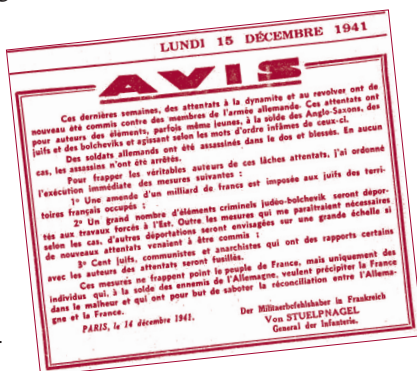 LUNDI 15 DÉCEMBRE 1941
AVIS
Ces dernières semaines, des attentats à la dynamite et au revolver ont de
nouveau été commis contre des membres de l'armée allemande. Ces attentats ont
pour auteurs des éléments, parfois même jeunes, à la solde des Anglo-Saxons, des
juifs et des bolcheviks et agissant selon les mots d'ordre infâmes de ceux-ci.
Des soldats allemands ont été assassinés dans le dos et blessés. En aucun
cas, les assassins n'ont été arrêtés.
Pour frapper les véritables auteurs de ces lâches attentats, j'ai ordonné
l'exécution immédiate des mesures suivantes :
1° Une amende d'un milliard de francs est imposée aux juifs des terri-
toires français occupés ;
2° Un grand nombre d'éléments criminels judéo-bolchevik seront dépor-
tés aux travaux forcés à l'Est. Outre les mesures qui me paraîtraient nécessaires
selon les cas, d'autres déportations seront envisagées sur une grande échelle si
de nouveaux attentats venaient à être commis ;
3° Cent juifs, communistes et anarchistes qui ont des rapports certains
avec les auteurs des attentats seront fusillés.
Ces mesures ne frappent point le peuple de France, mais uniquement des
individus qui, à la solde des ennemis de l'Allemagne, veulent précipiter la France
dans le malheur et qui ont pour but de saboter la réconciliation entre l'Allema-
gne et la France.
PARIS, le 14 décembre 1941.
Der Militaerbefehlshaber in Frankreich
Von STUELPNAGEL
General der Infanterie.